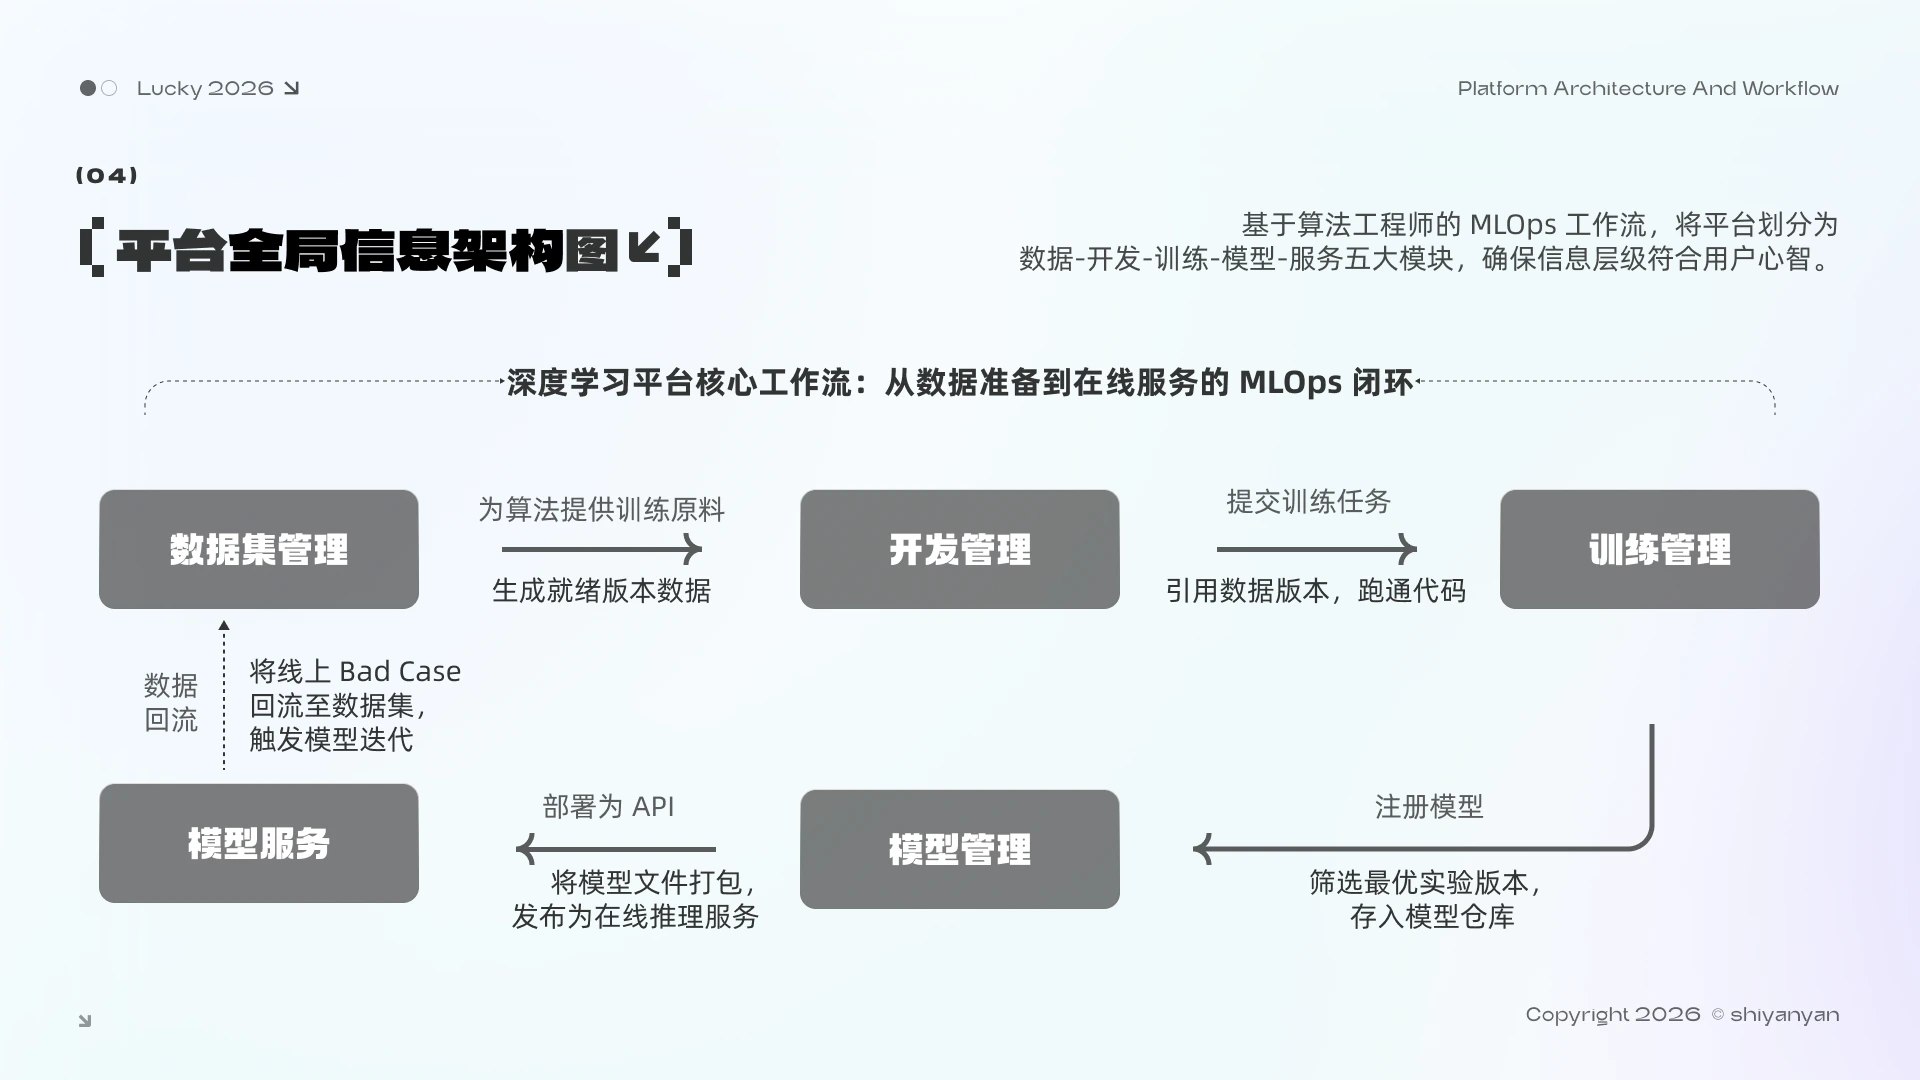 Lucky 2026
Platform Architecture And Workflow
(04)
平台全局信息架构图
基于算法工程师的 MLOps 工作流，将平台划分为
数据-开发-训练-模型-服务五大模块，确保信息层级符合用户心智。
深度学习平台核心工作流：从数据准备到在线服务的 MLOps 闭环
数据集管理
为算法提供训练原料
生成就绪版本数据
开发管理
提交训练任务
引用数据版本，跑通代码
训练管理
数据
回流
将线上 Bad Case
回流至数据集，
触发模型迭代
模型服务
部署为 API
将模型文件打包，
发布为在线推理服务
模型管理
注册模型
筛选最优实验版本，
存入模型仓库
Copyright 2026 © shiyanyan